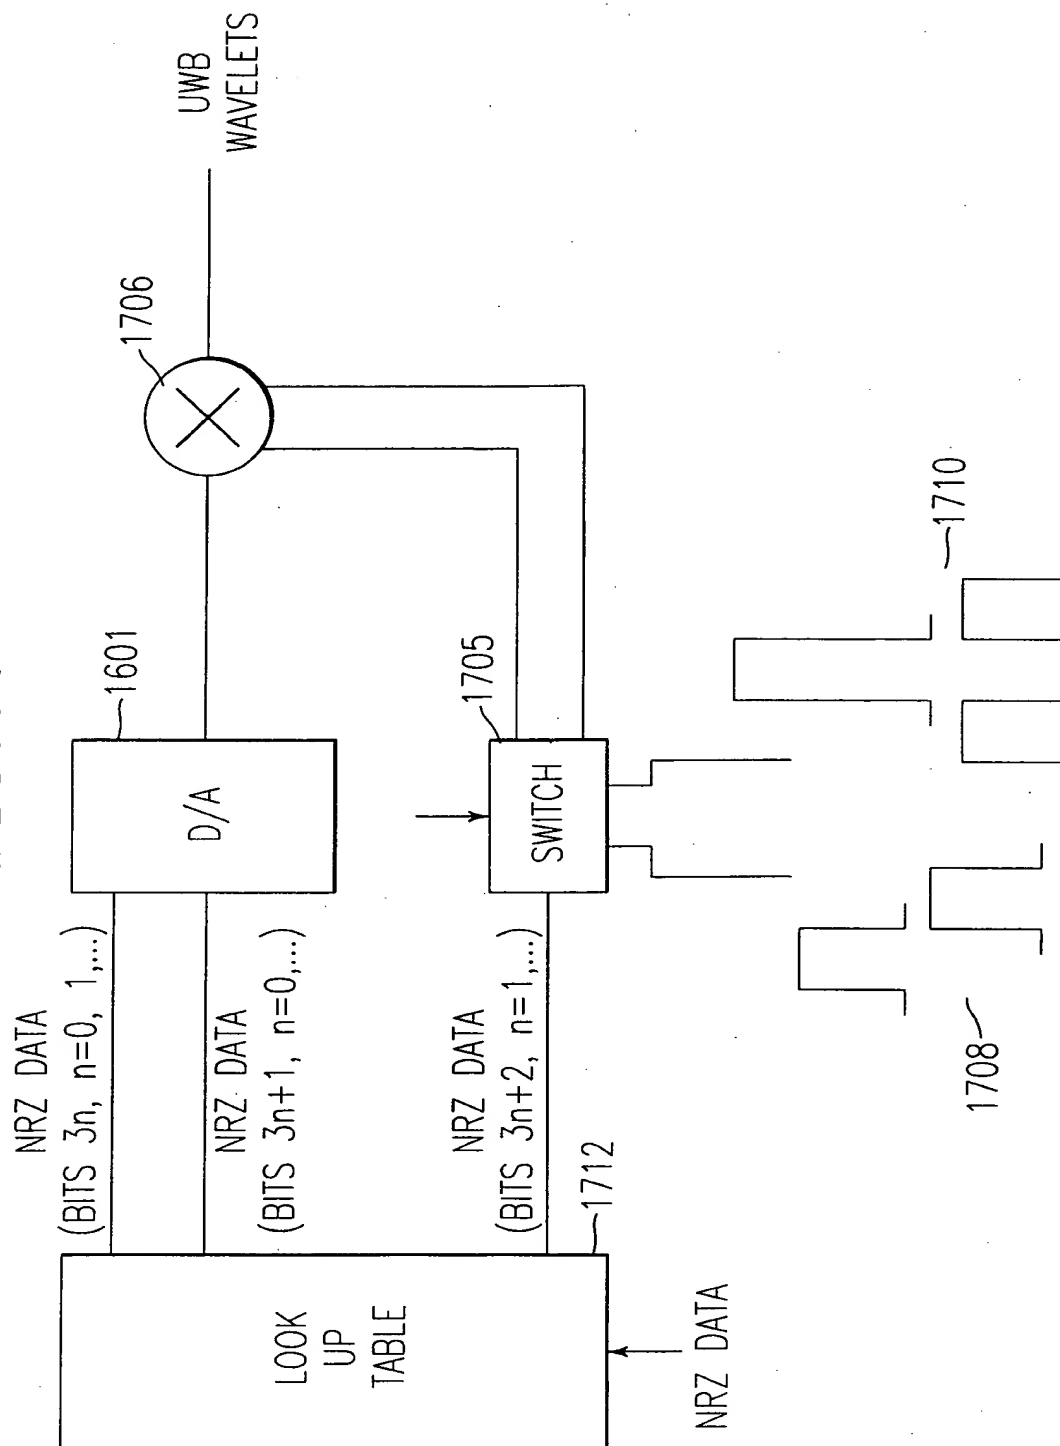 UWB
WAVELETS
1706
1601
D/A
1705
SWITCH
1710
1708
NRZ DATA
(BITS 3n, n=0, 1,...)
NRZ DATA
(BITS 3n+1, n=0,...)
NRZ DATA
(BITS 3n+2, n=1,...)
1712
LOOK
UP
TABLE
NRZ DATA